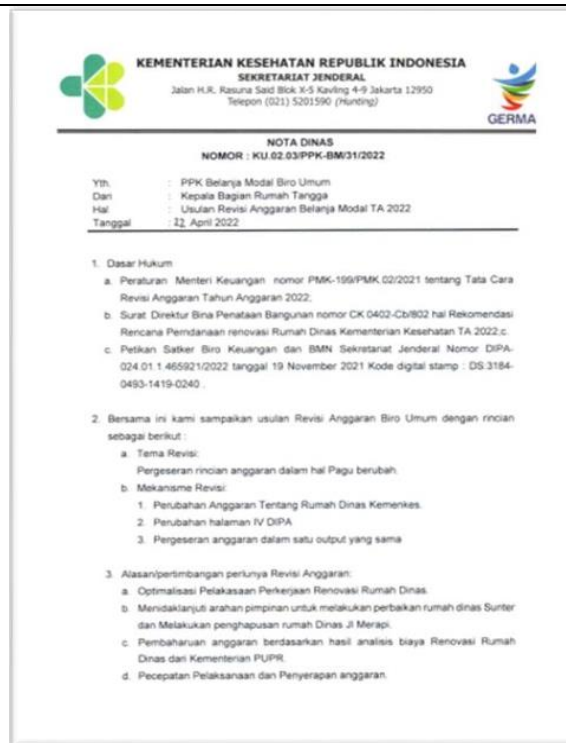 KEMENTERIAN KESEHATAN REPUBLIK INDONESIA
SEKRETARIAT JENDERAL
Jalan H.R. Rasuna Said Blok X-5 Kavling 4-9 Jakarta 12950
Telepon (021) 5201590 (Hunting)
GERMA
NOTA DINAS
NOMOR : KU.02.03/PPK-BM/31/2022
Yth. : PPK Belanja Modal Biro Umum
Dari : Kepala Bagian Rumah Tangga
Hal : Usulan Revisi Anggaran Belanja Modal TA 2022
Tanggal : 22 April 2022
1. Dasar Hukum
a. Peraturan Menteri Keuangan nomor PMK-199/PMK.02/2021 tentang Tata Cara
Revisi Anggaran Tahun Anggaran 2022;
b. Surat Direktur Bina Penataan Bangunan nomor CK 0402-Cb/802 hal Rekomendasi
Rencana Pemdanaan renovasi Rumah Dinas Kementerian Kesehatan TA 2022;c.
c. Petikan Satker Biro Keuangan dan BMN Sekretariat Jenderal Nomor DIPA-
024.01.1.465921/2022 tanggal 19 November 2021 Kode digital stamp : DS:3184-
0493-1419-0240 .
2. Bersama ini kami sampaikan usulan Revisi Anggaran Biro Umum dengan rincian
sebagai berikut :
a. Tema Revisi:
Pergeseran rincian anggaran dalam hal Pagu berubah.
b. Mekanisme Revisi:
1. Perubahan Anggaran Tentang Rumah Dinas Kemenkes.
2. Perubahan halaman IV DIPA
3. Pergeseran anggaran dalam satu output yang sama
3. Alasan/pertimbangan perlunya Revisi Anggaran:
a. Optimalisasi Pelakasaan Perkerjaan Renovasi Rumah Dinas.
b. Menidaklanjuti arahan pimpinan untuk melakukan perbaikan rumah dinas Sunter
dan Melakukan penghapusan rumah Dinas Jl Merapi.
c. Pembaharuan anggaran berdasarkan hasil analisis biaya Renovasi Rumah
Dinas dari Kementerian PUPR.
d. Pecepatan Pelaksanaan dan Penyerapan anggaran.